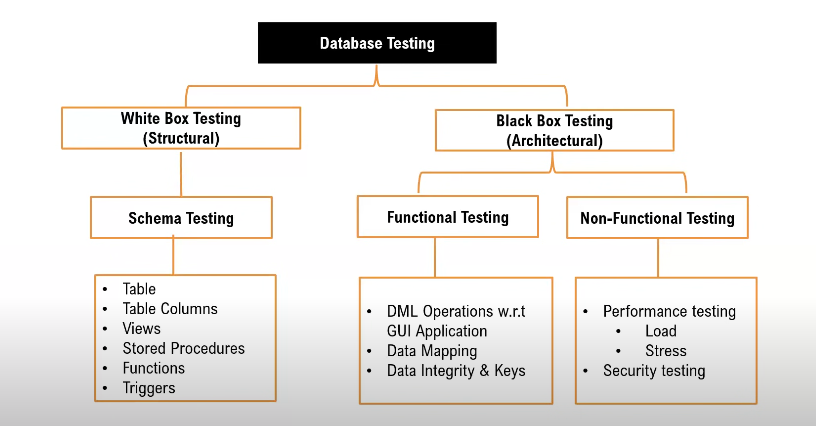 Database Testing
White Box Testing
(Structural)
Black Box Testing
(Architectural)
Schema Testing
Functional Testing
Non-Functional Testing
• Table
• Table Columns
• Views
• Stored Procedures
• Functions
• Triggers
• DML Operations w.r.t
GUI Application
• Data Mapping
• Data Integrity & Keys
• Performance testing
• Load
• Stress
• Security testing